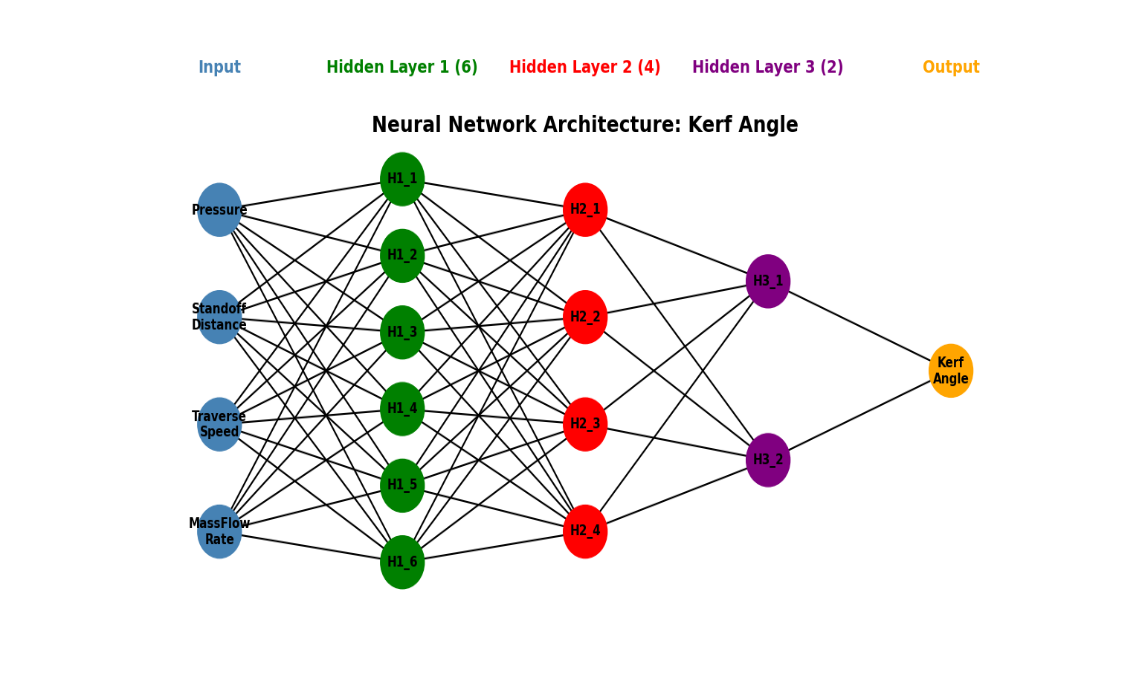 Input
Hidden Layer 1 (6)
Hidden Layer 2 (4)
Hidden Layer 3 (2)
Output
Neural Network Architecture: Kerf Angle
Pressure
Standoff
Distance
Traverse
Speed
MassFlow
Rate
H1_1
H1_2
H1_3
H1_4
H1_5
H1_6
H2_1
H2_2
H2_3
H2_4
H3_1
H3_2
Kerf
Angle